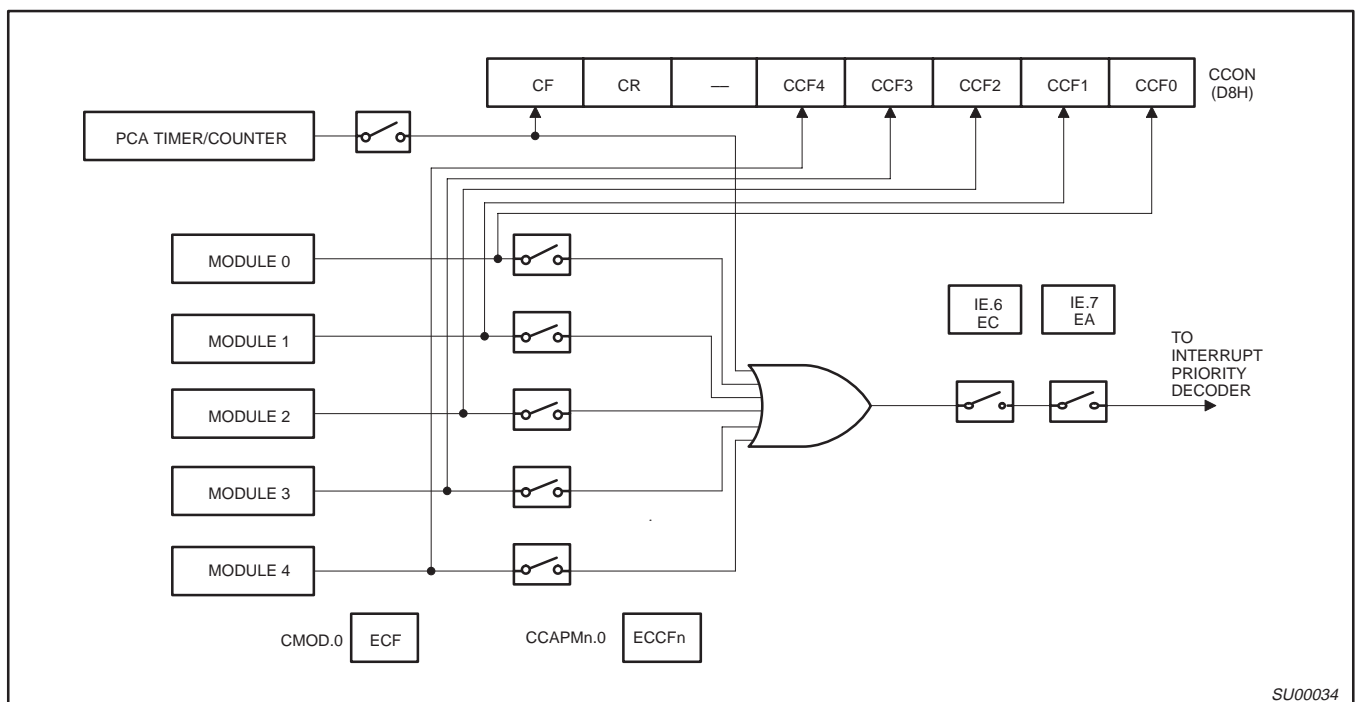 CF CR — CCF4 CCF3 CCF2 CCF1 CCF0
CCON
(D8H)
PCA TIMER/COUNTER
MODULE 0
MODULE 1
MODULE 2
MODULE 3
MODULE 4
IE.6
EC
IE.7
EA
TO
INTERRUPT
PRIORITY
DECODER
CMOD.0 ECF
CCAPMn.0 ECCFn
SU00034